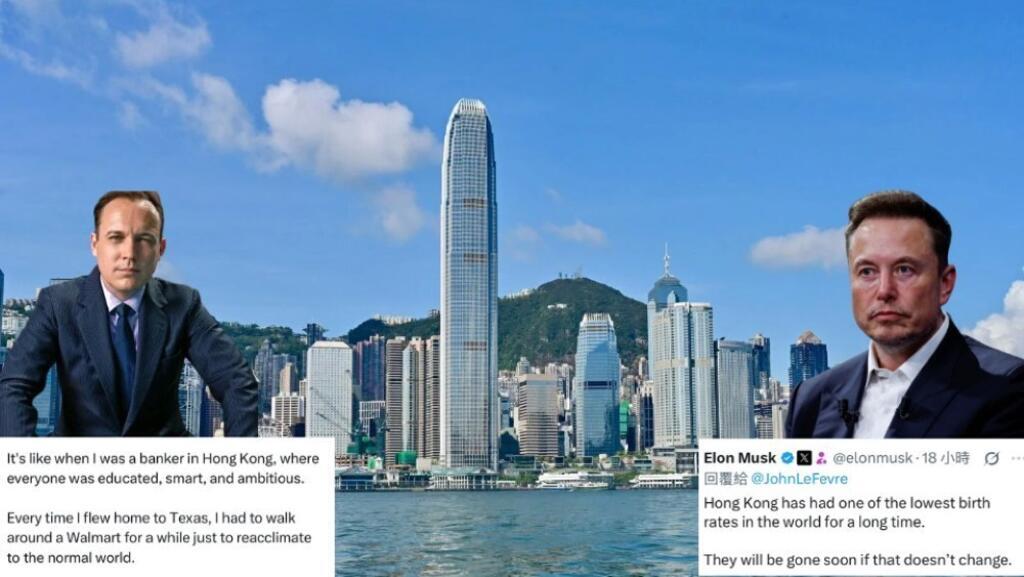 It's like when I was a banker in Hong Kong, where
everyone was educated, smart, and ambitious.
Every time I flew home to Texas, I had to walk
around a Walmart for a while just to reacclimate
to the normal world.
Elon Musk @elonmusk · 18 小時
回覆給 @JohnLeFevre
Hong Kong has had one of the lowest birth
rates in the world for a long time.
They will be gone soon if that doesn't change.